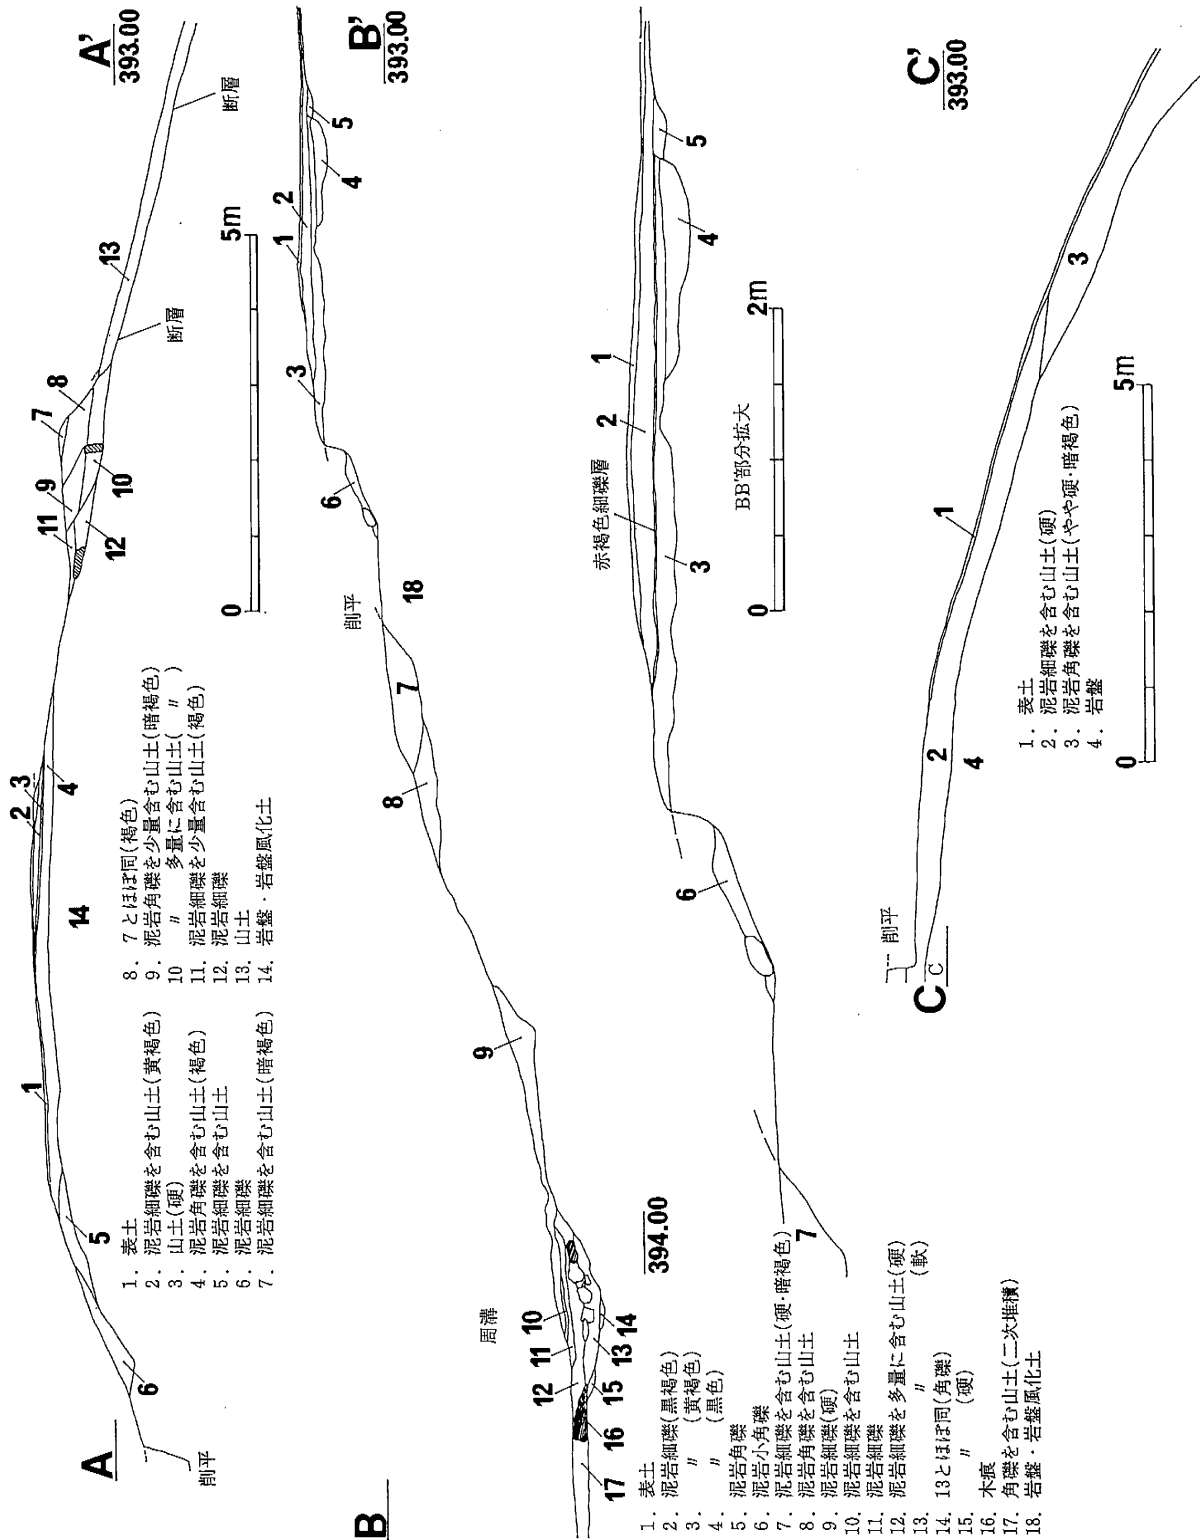 A
A'
393.00
断層
断層
削平
1
2
3
4
5
6
7
8
9
10
11
12
13
14
0
5m
1. 表土
2. 泥岩細礫を含む山土(黄褐色)
3. 山土(硬)
4. 泥岩角礫を含む山土(褐色)
5. 泥岩細礫を含む山土
6. 泥岩細礫
7. 泥岩細礫を含む山土(暗褐色)
8. 7とほぼ同(褐色)
9. 泥岩角礫を少量含む山土(暗褐色)
10 〃 多量に含む山土( 〃 )
11. 泥岩細礫を少量含む山土(褐色)
12. 泥岩細礫
13. 山土
14. 岩盤・岩盤風化土
B
B'
393.00
1
2
3
4
5
6
削平
18
7
8
9
周溝
10
11
12
13
14
15
16
17
394.00
1
2
赤褐色細礫層
3
4
5
6
7
0
2m
BB'部分拡大
1. 表土
2. 泥岩細礫(黒褐色)
3. 〃 (黄褐色)
4. 〃 (黒色)
5. 泥岩角礫
6. 泥岩小角礫
7. 泥岩細礫を含む山土(硬・暗褐色)
8. 泥岩角礫を含む山土
9. 泥岩細礫(硬)
10. 泥岩細礫を含む山土
11. 泥岩細礫
12. 泥岩細礫を多量に含む山土(硬)
13. 〃 (軟)
14. 13とほぼ同(角礫)
15. 〃 (硬)
16. 木痕
17. 角礫を含む山土(二次堆積)
18. 岩盤・岩盤風化土
C
C
C'
393.00
削平
1
2
3
4
0
5m
1. 表土
2. 泥岩細礫を含む山土(硬)
3. 泥岩角礫を含む山土(やや硬・暗褐色)
4. 岩盤